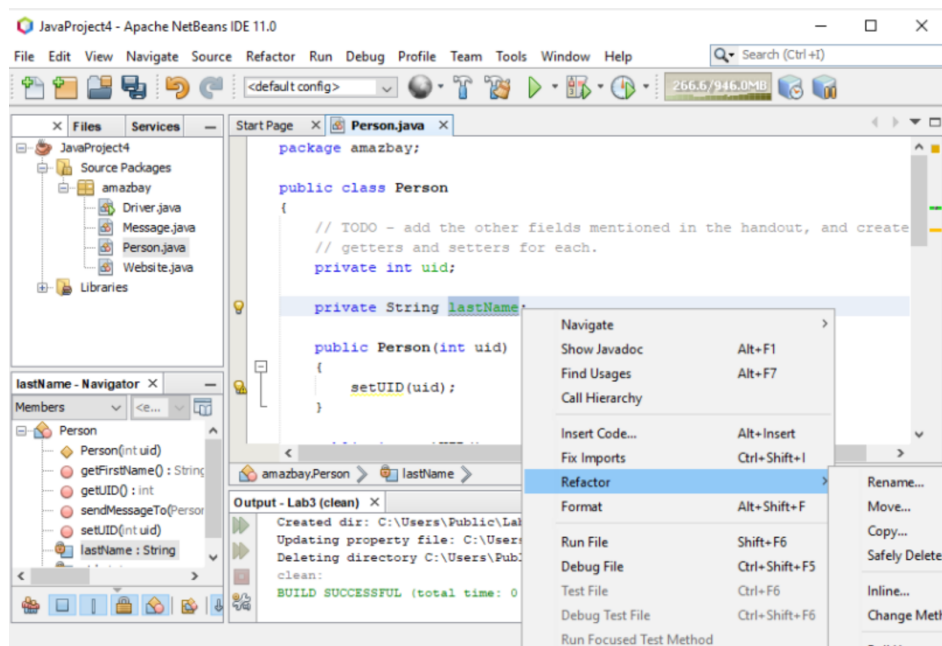 JavaProject4 - Apache NetBeans IDE 11.0
File Edit View Navigate Source Refactor Run Debug Profile Team Tools Window Help
Search (Ctrl+I)
<default config>
266.6/946.0MB
Files Services
Start Page Person.java
JavaProject4
Source Packages
amazbay
Driver.java
Message.java
Person.java
Website.java
Libraries
package amazbay;
public class Person
{
// TODO - add the other fields mentioned in the handout, and create
// getters and setters for each.
private int uid;
private String lastName;
public Person(int uid)
{
setUID(uid);
}
lastName - Navigator
Members
<e...
Person
Person(int uid)
getFirstName() : String
getUID() : int
sendMessageTo(Person
setUID(int uid)
lastName : String
amazbay.Person
lastName
Output - Lab3 (clean)
Created dir: C:\Users\Public\La
Updating property file: C:\User
Deleting directory C:\Users\Pub
clean:
BUILD SUCCESSFUL (total time: 0
Navigate
Show Javadoc Alt+F1
Find Usages Alt+F7
Call Hierarchy
Insert Code... Alt+Insert
Fix Imports Ctrl+Shift+I
Refactor
Format Alt+Shift+F
Run File Shift+F6
Debug File Ctrl+Shift+F5
Test File Ctrl+F6
Debug Test File Ctrl+Shift+F6
Run Focused Test Method
Rename...
Move...
Copy...
Safely Delete
Inline...
Change Meth